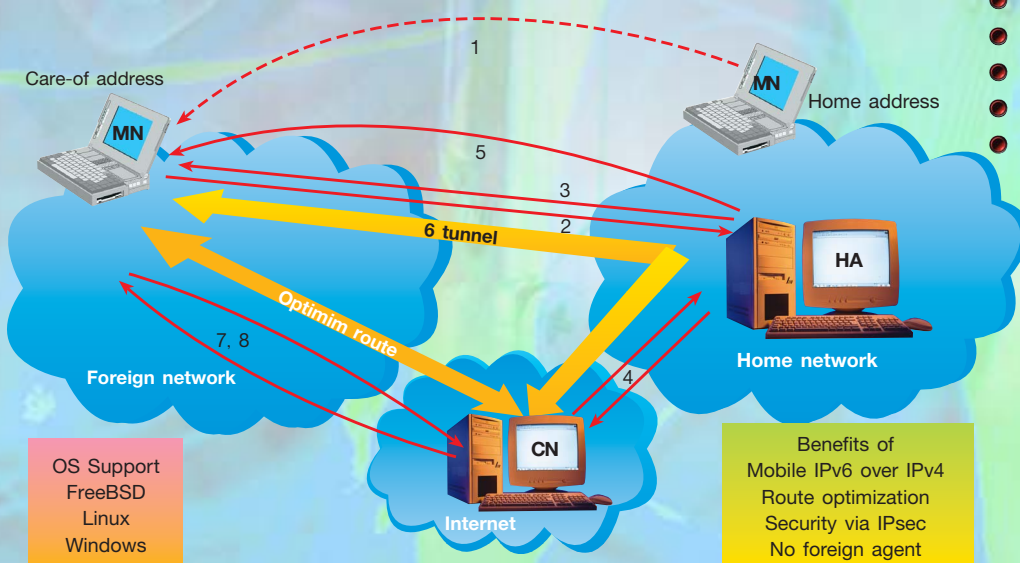 1
Care-of address
MN
MN
Home address
5
3
2
6 tunnel
HA
Optimim route
7, 8
4
Home network
Foreign network
CN
Internet
OS Support
FreeBSD
Linux
Windows
Benefits of
Mobile IPv6 over IPv4
Route optimization
Security via IPsec
No foreign agent